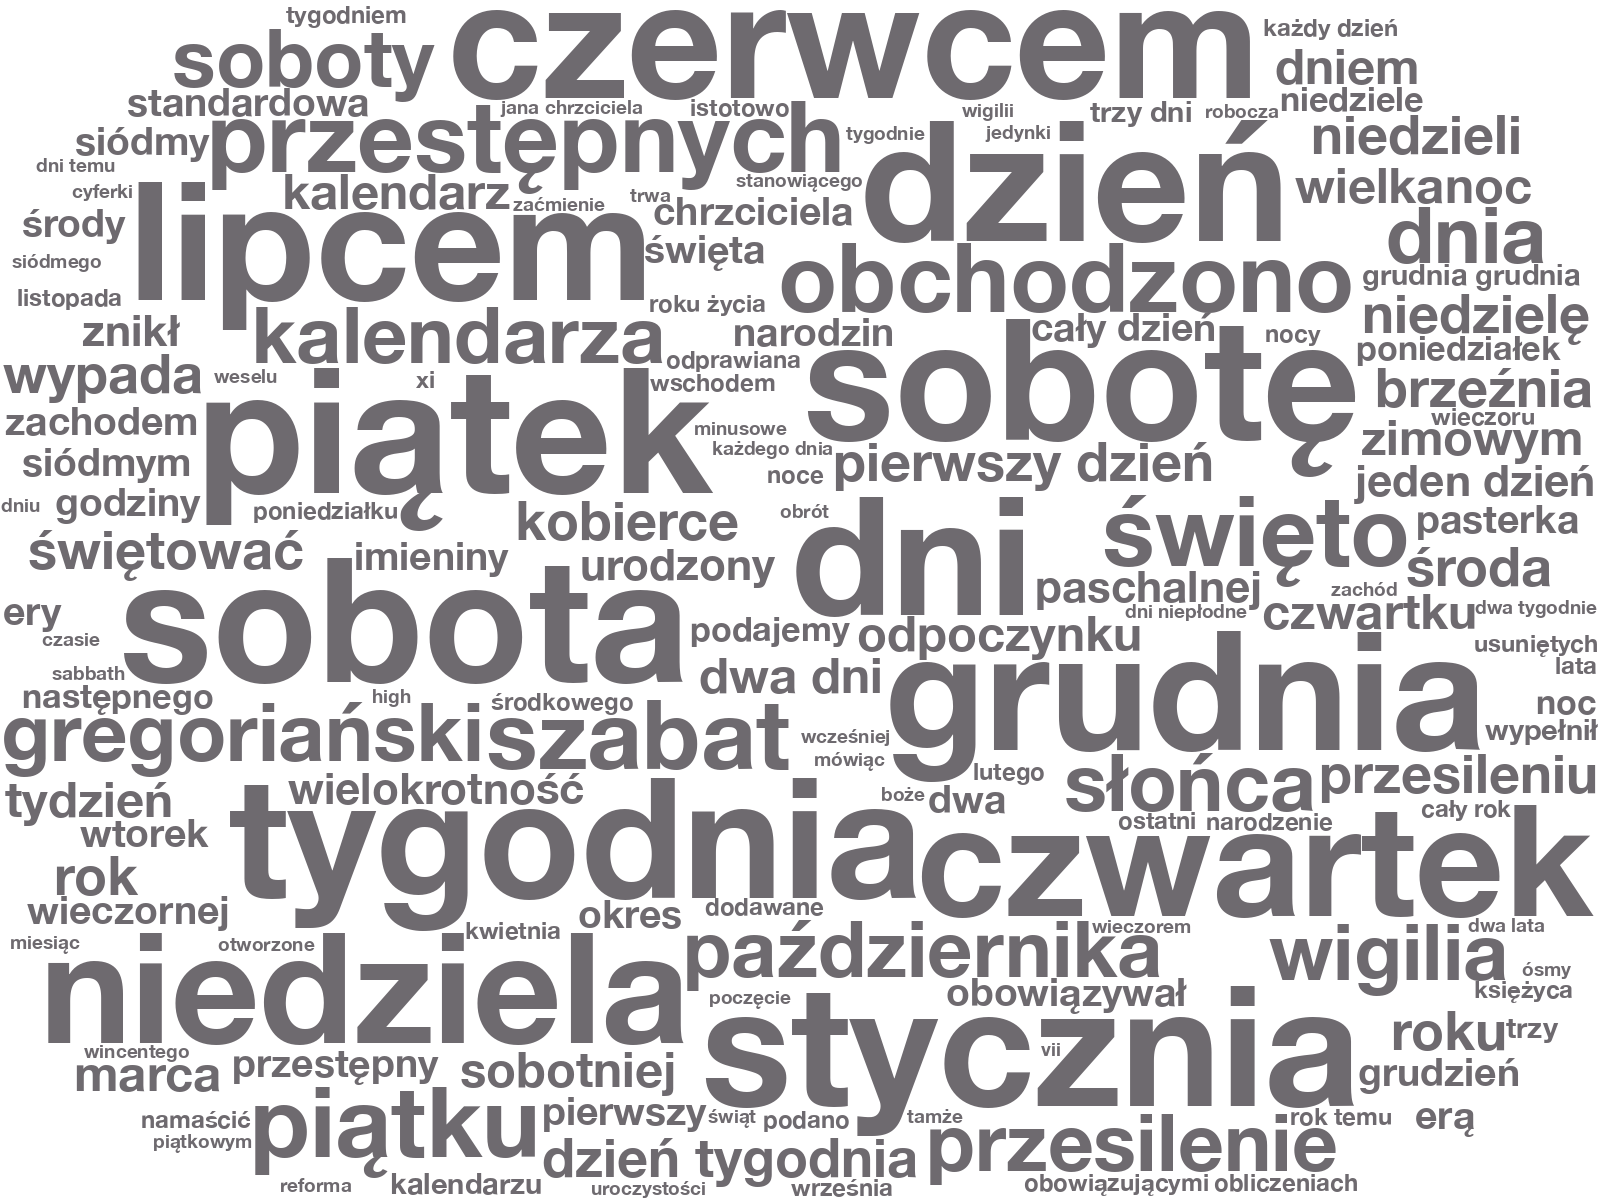 tygodniem
czerwcem
każdy dzień
soboty
dniem
standardowa
jana chrzciciela
istotowo
wigilii
trzy dni
robocza
niedziele
siódmy
przestępnych
tygodnie
jedynki
niedzieli
dni temu
dzień
cyferki
kalendarz
zaćmienie
trwa
stanowiącego
wielkanoc
lipcem
chrzciciela
środy
święta
dnia
siódmego
obchodzono
grudnia grudnia
listopada
roku życia
niedzielę
znikł
kalendarza
narodzin
cały dzień
nocy
poniedziałek
wypada
weselu
xi
odprawiana
wschodem
sobotę
brzeźnia
zachodem
piątek
minusowe
wieczoru
zimowym
siódmym
każdego dnia
noce
pierwszy dzień
jeden dzień
dniu
godziny
poniedziałku
kobierce
obrót
dni
święto
pasterka
świętować
imieniny
urodzony
paschalnej
zachód
środa
ery
sobota
dni niepłodne
czwartku
dwa tygodnie
czasie
podajemy
odpoczynku
usuniętych
lata
sabbath
dwa dni
grudnia
następnego
high
środkowego
noc
gregoriański
szabat
wcześniej
wypełnił
mówiąc
lutego
słońca
przesileniu
tydzień
wielokrotność
boże
dwa
cały rok
wtorek
tygodnia
ostatni
narodzenie
czwartek
rok
wieczornej
okres
dodawane
kwietnia
wieczorem
dwa lata
miesiąc
otworzone
października
wigilia
ósmy
niedziela
poczęcie
obowiązywał
księżyca
stycznia
roku
trzy
wincentego
vii
marca
przestępny
sobotniej
grudzień
namaścić
piątku
pierwszy
świąt
podano
tamże
rok temu
erą
piątkowym
dzień tygodnia
przesilenie
reforma
kalendarzu
uroczystości
września
obowiązującymi obliczeniach